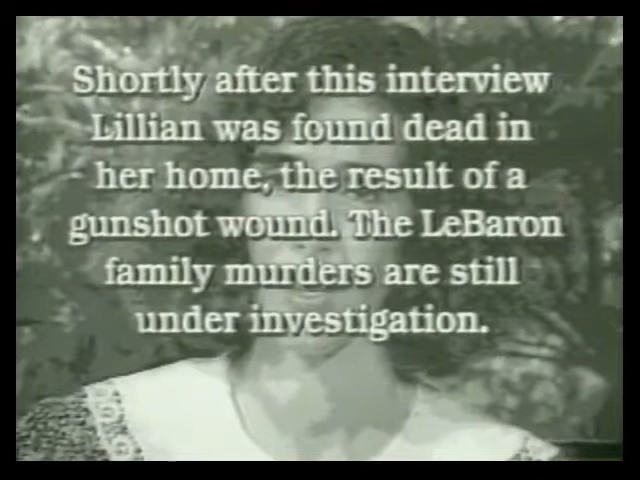 Shortly after this interview
Lillian was found dead in
her home, the result of a
gunshot wound. The LeBaron
family murders are still
under investigation.